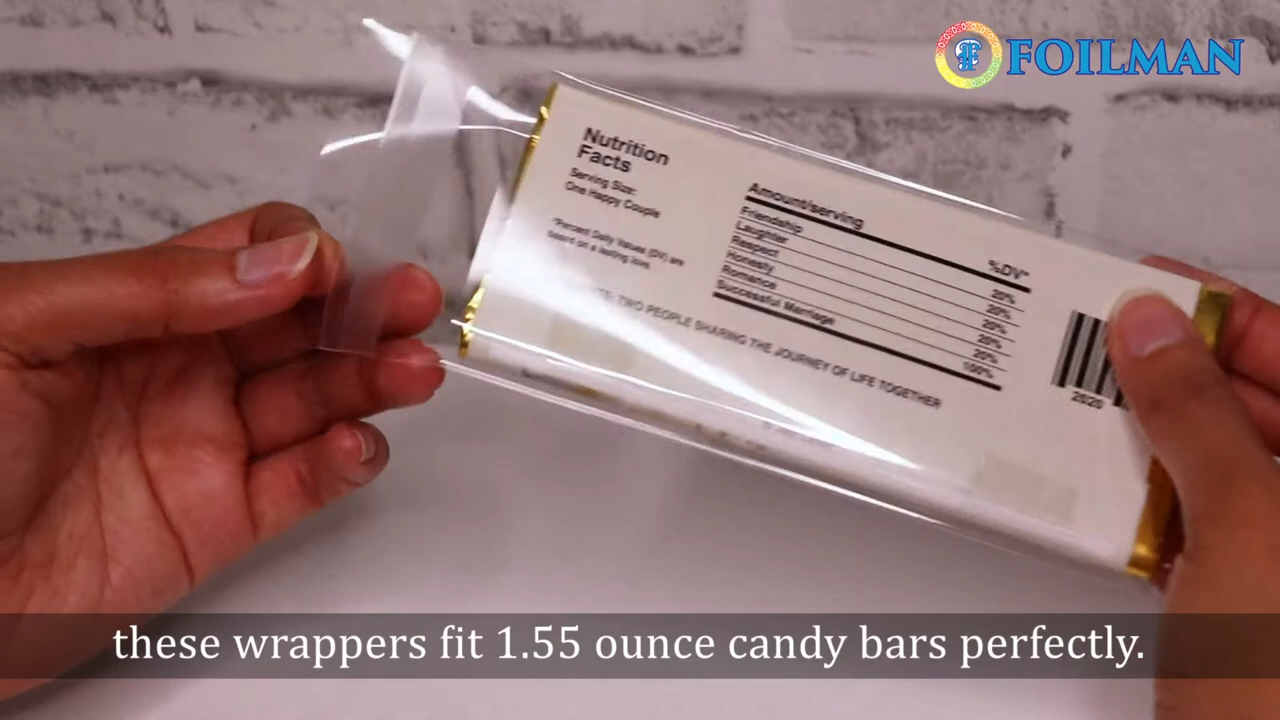 FOILMAN
Nutrition
Facts
Serving Size:
One Happy Couple
*Percent Daily Values (DV) are
based on a lasting love.
Amount/serving
%DV*
Friendship 20%
Laughter 20%
Respect 20%
Honesty 20%
Romance 20%
Successful Marriage 100%
TWO PEOPLE SHARING THE JOURNEY OF LIFE TOGETHER
2020
these wrappers fit 1.55 ounce candy bars perfectly.